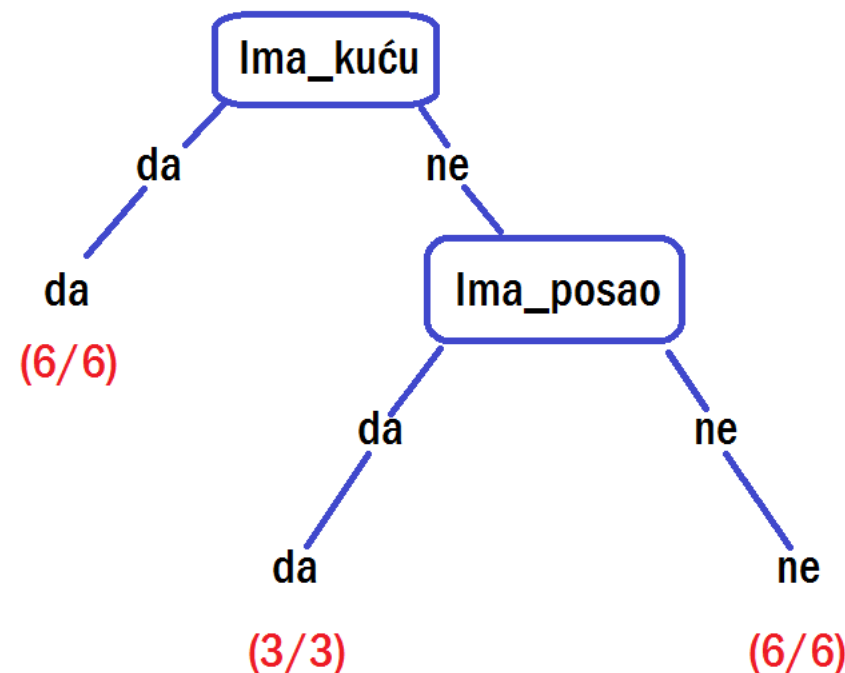 Ima_kuću
da ne
da
(6/6)
Ima_posao
da ne
da ne
(3/3) (6/6)